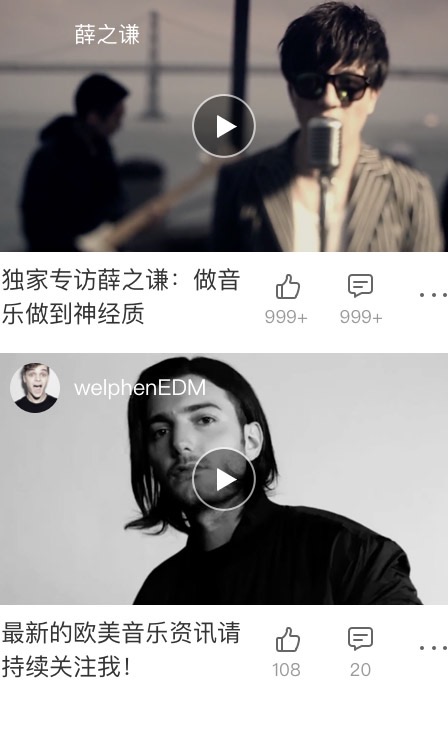 薛之谦
独家专访薛之谦：做音
乐做到神经质
999+
999+
welphenEDM
最新的欧美音乐资讯请
持续关注我！
108
20